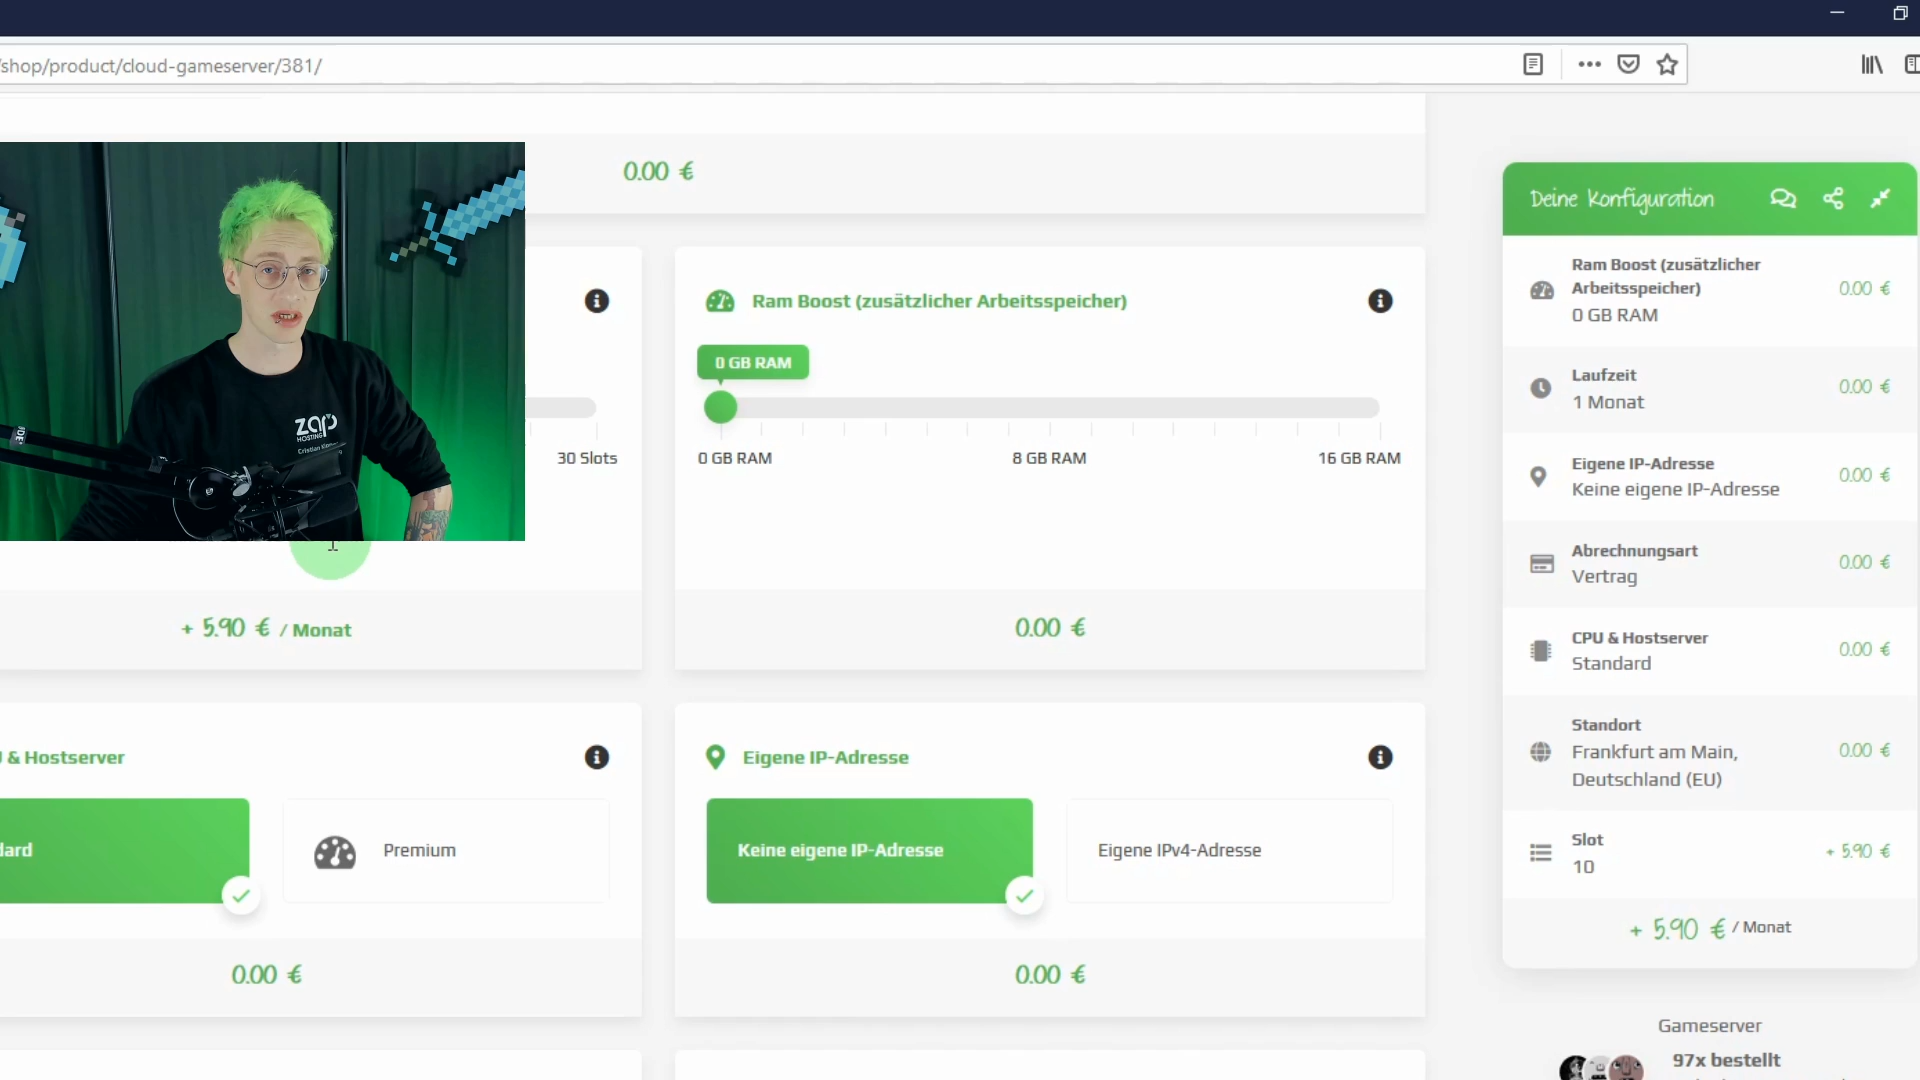 /shop/product/cloud-gameserver/381/
0.00 €
30 Slots
+ 5.90 € / Monat
Ram Boost (zusätzlicher Arbeitsspeicher)
0 GB RAM
0 GB RAM
8 GB RAM
16 GB RAM
0.00 €
& Hostserver
dard
Premium
0.00 €
Eigene IP-Adresse
Keine eigene IP-Adresse
Eigene IPv4-Adresse
0.00 €
zap
HOSTING
Deine Konfiguration
Ram Boost (zusätzlicher
Arbeitsspeicher)
0 GB RAM
0.00 €
Laufzeit
1 Monat
0.00 €
Eigene IP-Adresse
Keine eigene IP-Adresse
0.00 €
Abrechnungsart
Vertrag
0.00 €
CPU & Hostserver
Standard
0.00 €
Standort
Frankfurt am Main,
Deutschland (EU)
0.00 €
Slot
10
+ 5.90 €
+ 5.90 € / Monat
Gameserver
97x bestellt